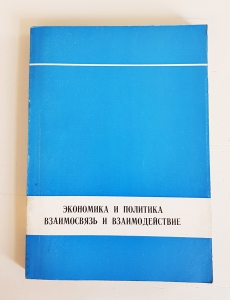 ЭКОНОМИКА И ПОЛИТИКА
ВЗАИМОСВЯЗЬ И ВЗАИМОДЕЙСТВИЕ